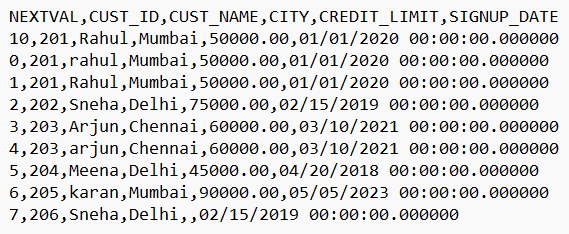 NEXTVAL,CUST_ID,CUST_NAME,CITY,CREDIT_LIMIT,SIGNUP_DATE
10,201,Rahul,Mumbai,50000.00,01/01/2020 00:00:00.000000
0,201,rahul,Mumbai,50000.00,01/01/2020 00:00:00.000000
1,201,Rahul,Mumbai,50000.00,01/01/2020 00:00:00.000000
2,202,Sneha,Delhi,75000.00,02/15/2019 00:00:00.000000
3,203,Arjun,Chennai,60000.00,03/10/2021 00:00:00.000000
4,203,arjun,Chennai,60000.00,03/10/2021 00:00:00.000000
5,204,Meena,Delhi,45000.00,04/20/2018 00:00:00.000000
6,205,karan,Mumbai,90000.00,05/05/2023 00:00:00.000000
7,206,Sneha,Delhi,,02/15/2019 00:00:00.000000